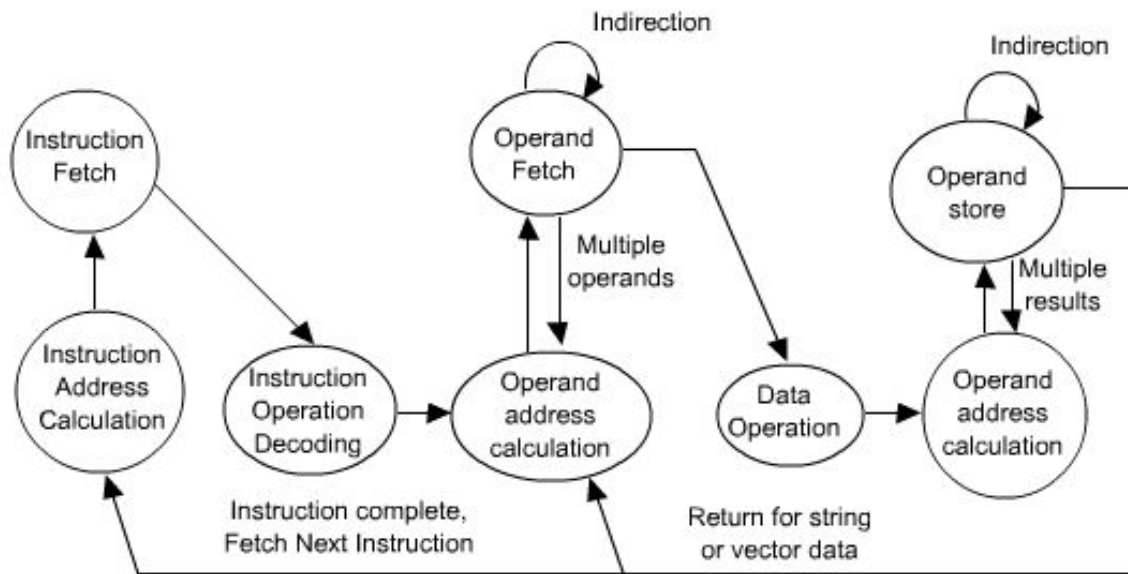 Indirection
Indirection
Instruction
Fetch
Operand
Fetch
Operand
store
Multiple
operands
Multiple
results
Instruction
Address
Calculation
Instruction
Operation
Decoding
Operand
address
calculation
Data
Operation
Operand
address
calculation
Instruction complete,
Fetch Next Instruction
Return for string
or vector data